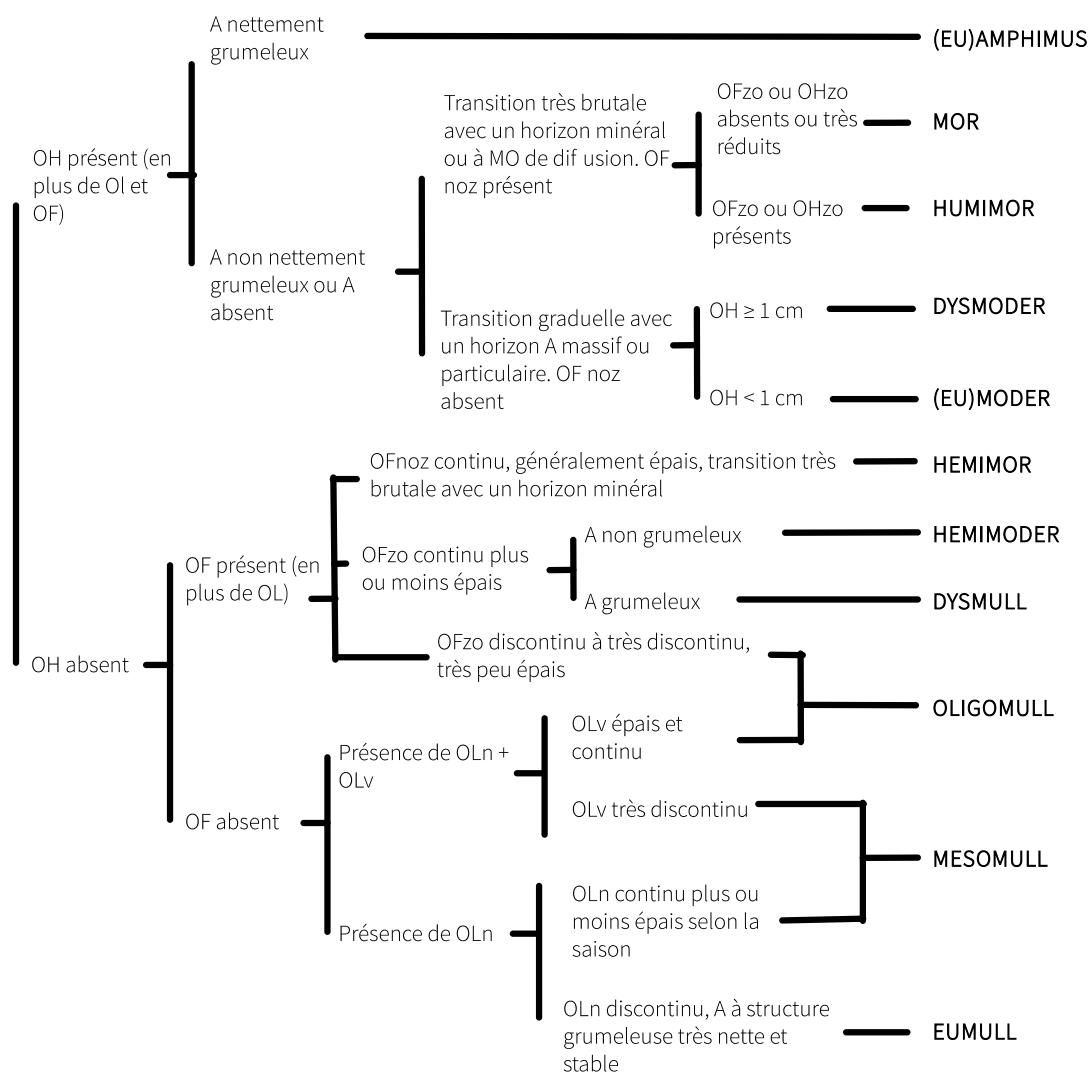 A nettement
grumeleux
(EU)AMPHIMUS
OH présent (en
plus de Ol et
OF)
Transition très brutale
avec un horizon minéral
ou à MO de dif usion. OF
noz présent
OFzo ou OHzo
absents ou très
réduits
MOR
OFzo ou OHzo
présents
HUMIMOR
A non nettement
grumeleux ou A
absent
Transition graduelle avec
un horizon A massif ou
particulaire. OF noz
absent
OH ≥ 1 cm
DYSMODER
OH < 1 cm
(EU)MODER
OFnoz continu, généralement épais, transition très
brutale avec un horizon minéral
HEMIMOR
OF présent (en
plus de OL)
OFzo continu plus
ou moins épais
A non grumeleux
HEMIMODER
A grumeleux
DYSMULL
OH absent
OFzo discontinu à très discontinu,
très peu épais
OLIGOMULL
OF absent
Présence de OLn +
OLv
OLv épais et
continu
OLv très discontinu
MESOMULL
Présence de OLn
OLn continu plus ou
moins épais selon la
saison
OLn discontinu, A à structure
grumeleuse très nette et
stable
EUMULL